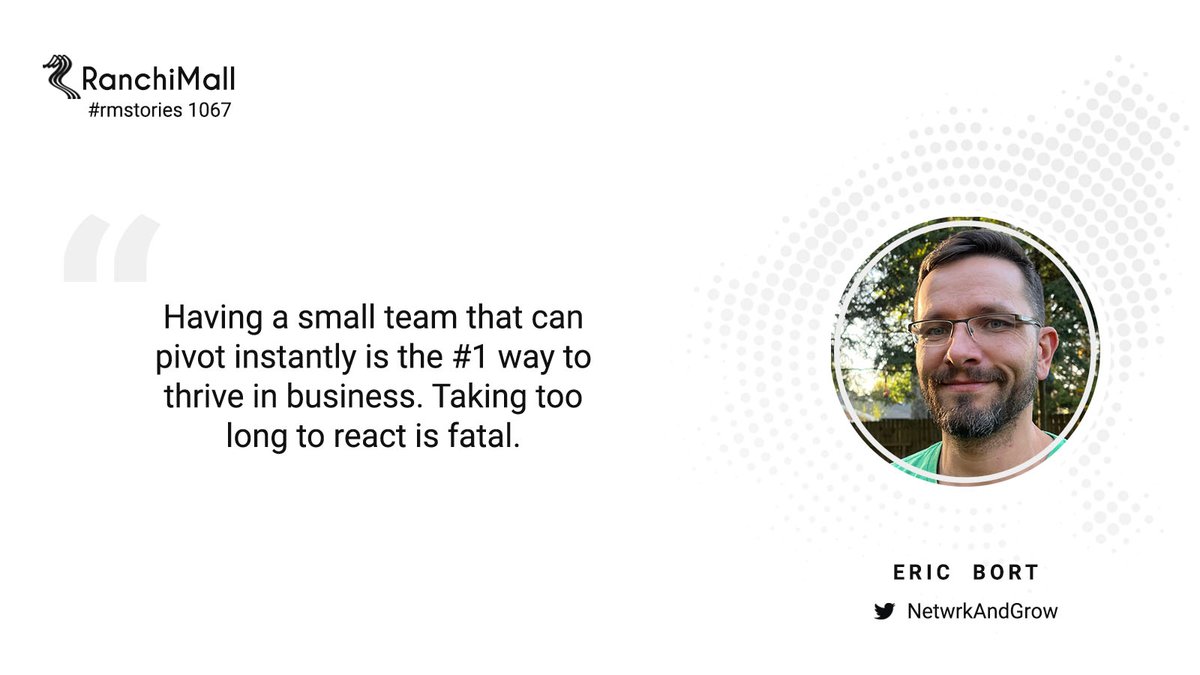 RanchiMall
#rmstories 1067
“
Having a small team that can
pivot instantly is the #1 way to
thrive in business. Taking too
long to react is fatal.
ERIC BORT
NetwrkAndGrow